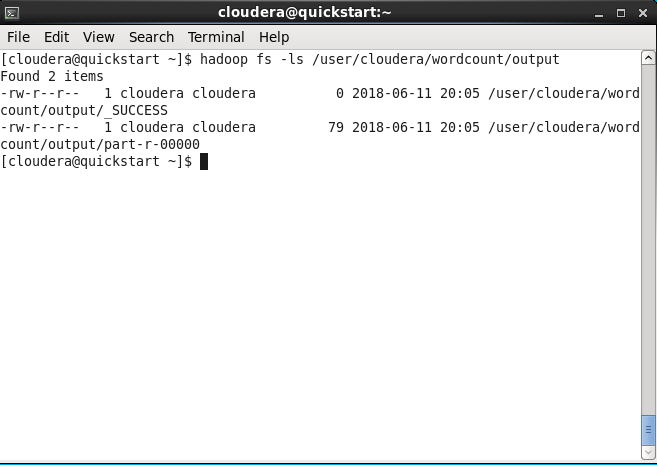 cloudera@quickstart:~
File Edit View Search Terminal Help
[cloudera@quickstart ~]$ hadoop fs -ls /user/cloudera/wordcount/output
Found 2 items
-rw-r--r--   1 cloudera cloudera          0 2018-06-11 20:05 /user/cloudera/word
count/output/_SUCCESS
-rw-r--r--   1 cloudera cloudera         79 2018-06-11 20:05 /user/cloudera/word
count/output/part-r-00000
[cloudera@quickstart ~]$